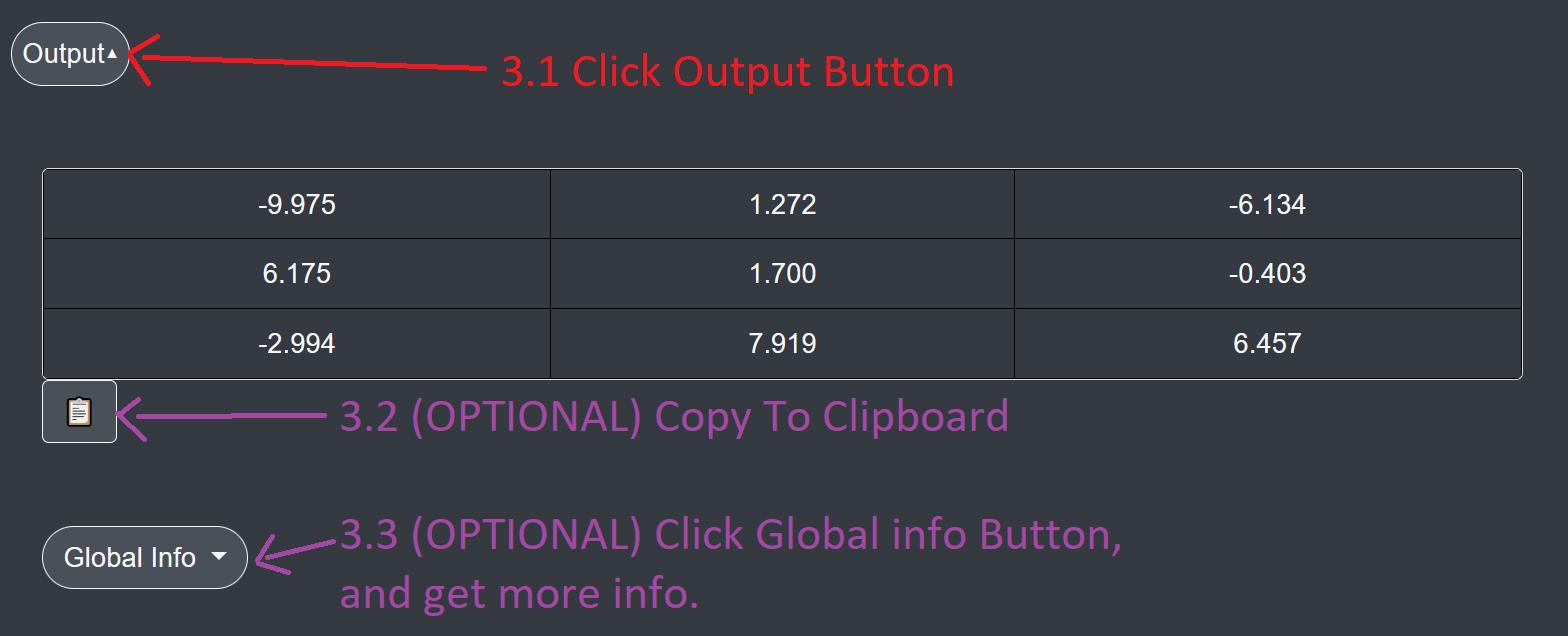 Output▲
3.1 Click Output Button
-9.975 1.272 -6.134
6.175 1.700 -0.403
-2.994 7.919 6.457
3.2 (OPTIONAL) Copy To Clipboard
3.3 (OPTIONAL) Click Global info Button,
and get more info.
Global Info